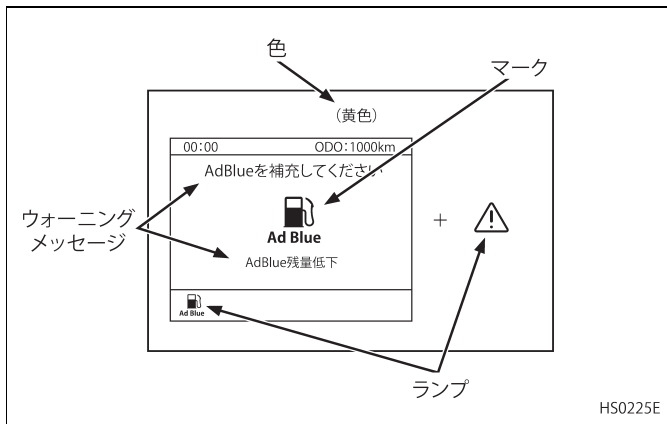 色
マーク
(黄色)
00:00 ODO:1000km
AdBlueを補充してください
Ad Blue
ウォーニング
メッセージ
AdBlue残量低下
+
Ad Blue
ランプ
HS0225E